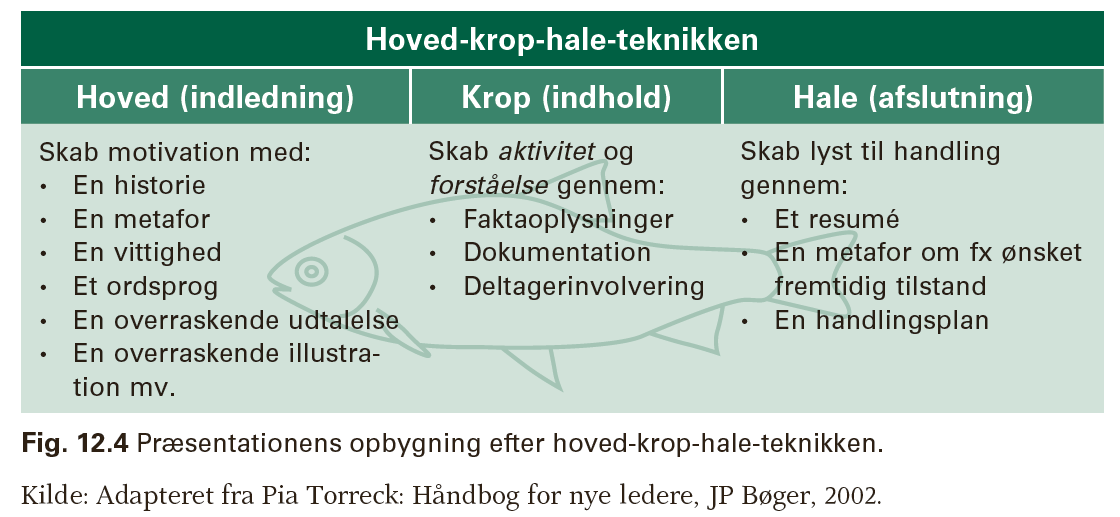 Hoved-krop-hale-teknikken
Hoved (indledning)
Krop (indhold)
Hale (afslutning)
Skab motivation med:
• En historie
• En metafor
• En vittighed
• Et ordsprog
• En overraskende udtalelse
• En overraskende illustra-
tion mv.
Skab aktivitet og
forståelse gennem:
• Faktaoplysninger
• Dokumentation
• Deltagerinvolvering
Skab lyst til handling
gennem:
• Et resumé
• En metafor om fx ønsket
fremtidig tilstand
• En handlingsplan
Fig. 12.4 Præsentationens opbygning efter hoved-krop-hale-teknikken.
Kilde: Adapteret fra Pia Torreck: Håndbog for nye ledere, JP Bøger, 2002.